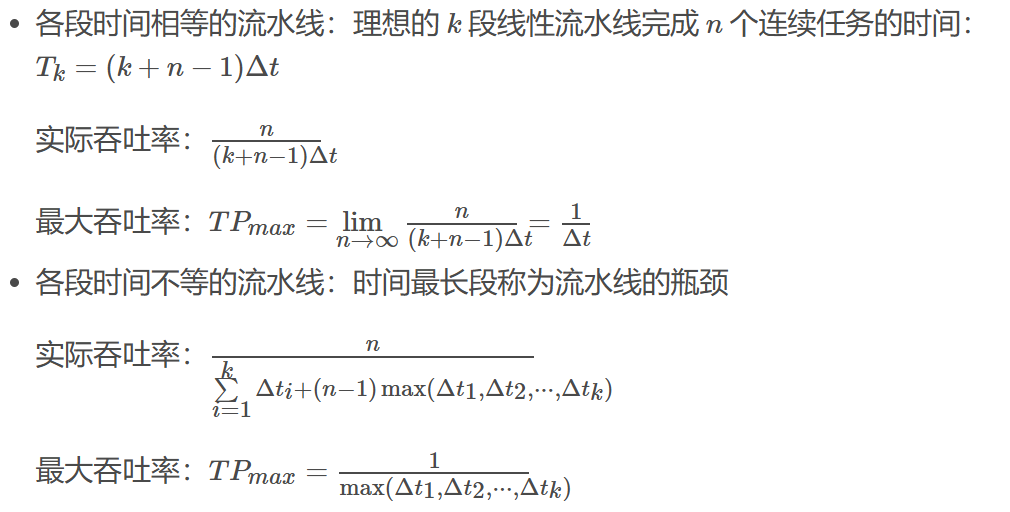 • 各段时间相等的流水线：理想的 $k$ 段线性流水线完成 $n$ 个连续任务的时间：
$T_k = (k + n - 1)\Delta t$
实际吞吐率：$\frac{n}{(k+n-1)\Delta t}$
最大吞吐率：$TP_{max} = \lim_{n \to \infty} \frac{n}{(k+n-1)\Delta t} = \frac{1}{\Delta t}$
• 各段时间不等的流水线：时间最长段称为流水线的瓶颈
实际吞吐率：$\frac{n}{\sum_{i=1}^{k} \Delta t_i + (n-1)\max(\Delta t_1, \Delta t_2, \cdots, \Delta t_k)}$
最大吞吐率：$TP_{max} = \frac{1}{\max(\Delta t_1, \Delta t_2, \cdots, \Delta t_k)}$